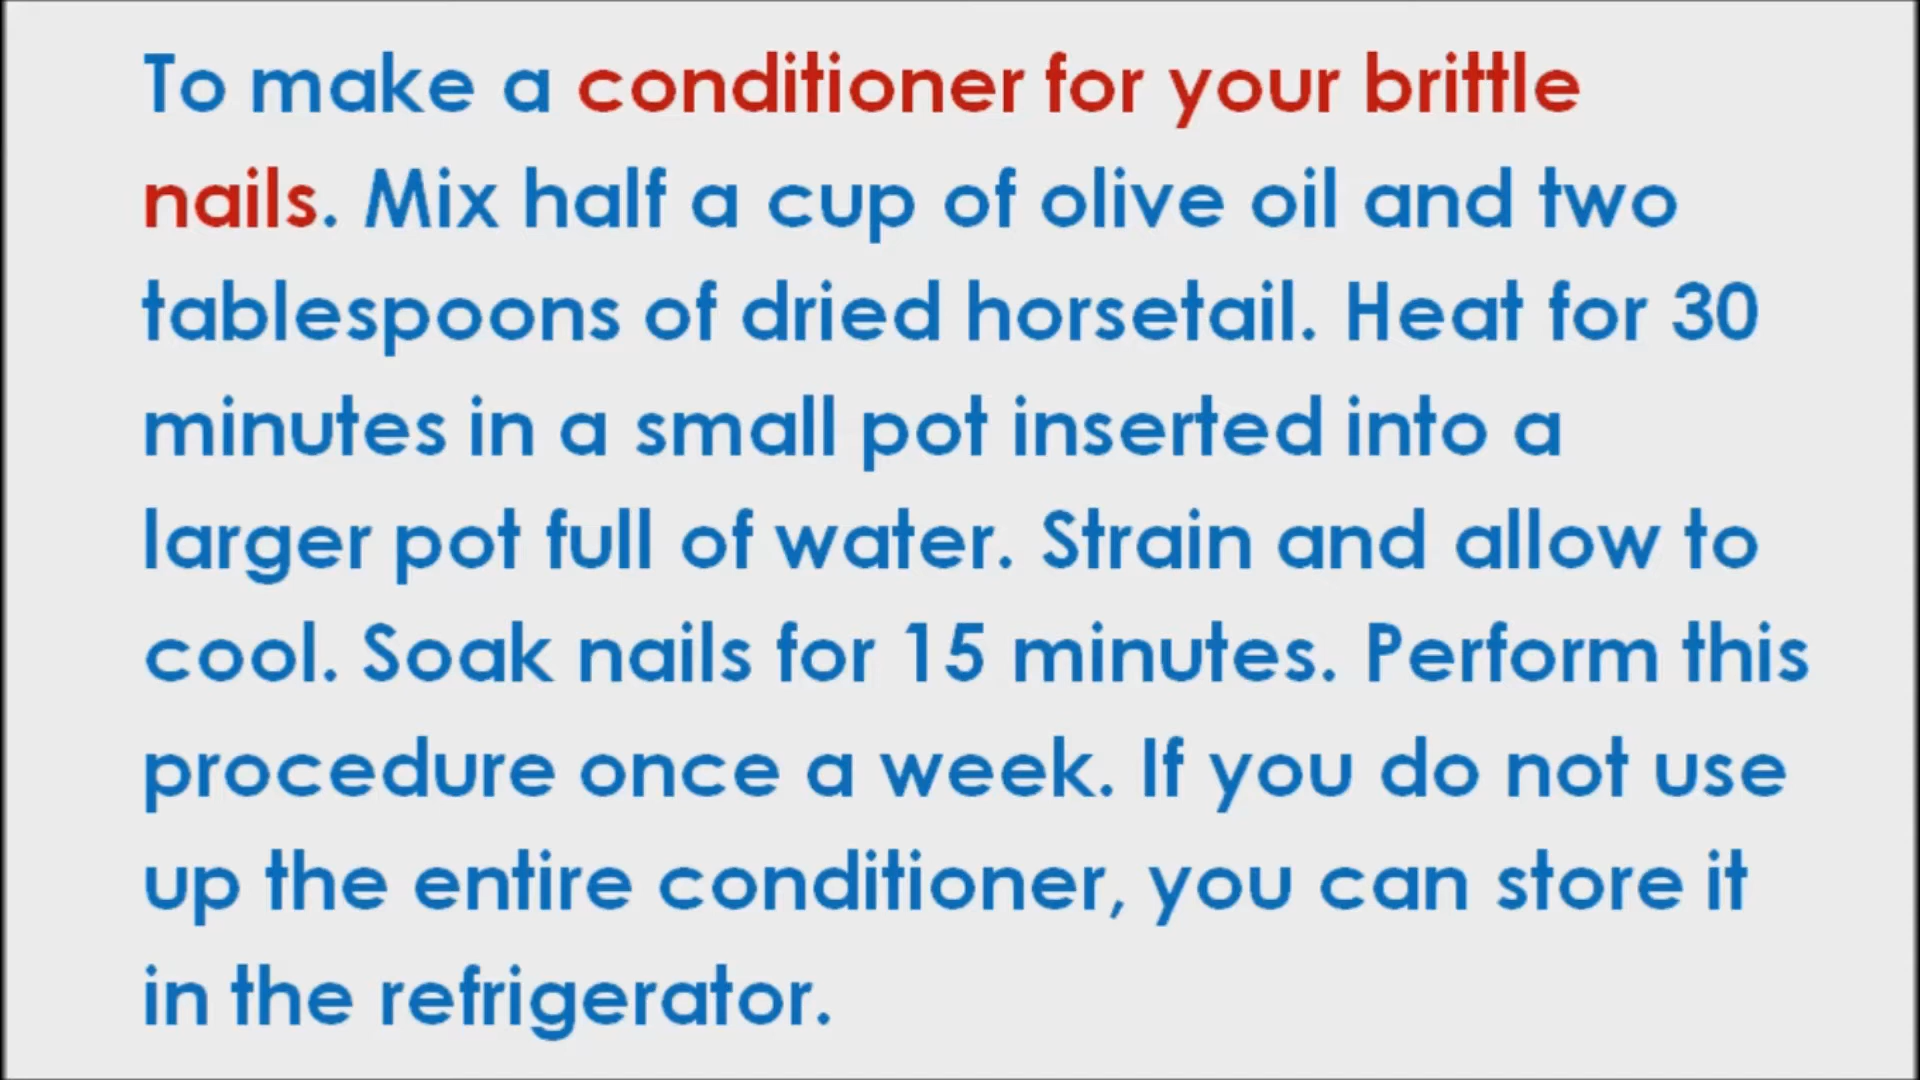 To make a conditioner for your brittle
nails. Mix half a cup of olive oil and two
tablespoons of dried horsetail. Heat for 30
minutes in a small pot inserted into a
larger pot full of water. Strain and allow to
cool. Soak nails for 15 minutes. Perform this
procedure once a week. If you do not use
up the entire conditioner, you can store it
in the refrigerator.